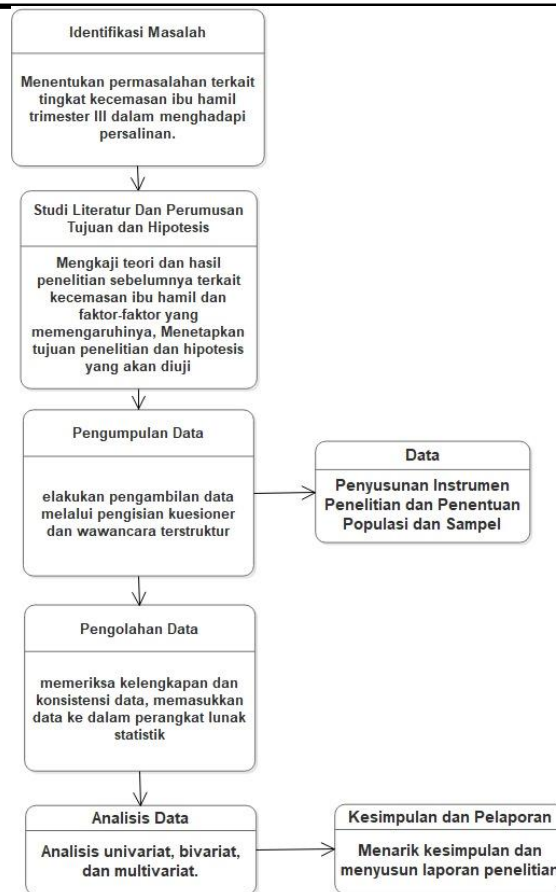 Identifikasi Masalah
Menentukan permasalahan terkait
tingkat kecemasan ibu hamil
trimester III dalam menghadapi
persalinan.
Studi Literatur Dan Perumusan
Tujuan dan Hipotesis
Mengkaji teori dan hasil
penelitian sebelumnya terkait
kecemasan ibu hamil dan
faktor-faktor yang
memengaruhinya, Menetapkan
tujuan penelitian dan hipotesis
yang akan diuji
Pengumpulan Data
elakukan pengambilan data
melalui pengisian kuesioner
dan wawancara terstruktur
Data
Penyusunan Instrumen
Penelitian dan Penentuan
Populasi dan Sampel
Pengolahan Data
memeriksa kelengkapan dan
konsistensi data, memasukkan
data ke dalam perangkat lunak
statistik
Analisis Data
Analisis univariat, bivariat,
dan multivariat.
Kesimpulan dan Pelaporan
Menarik kesimpulan dan
menyusun laporan penelitian